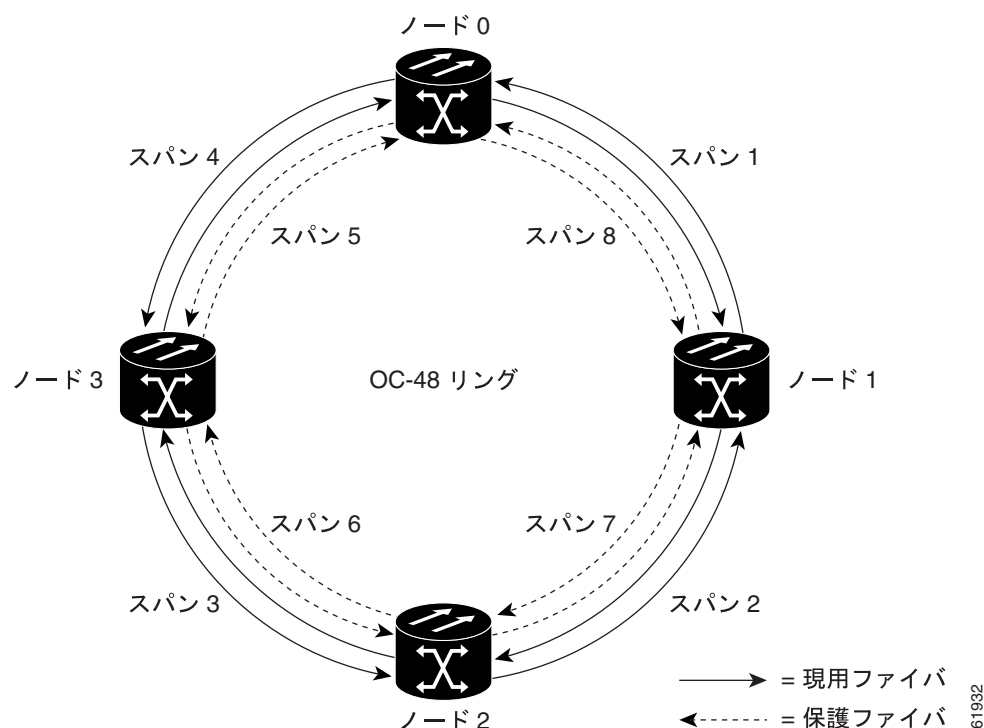 ノード 0
スパン 4
スパン 1
スパン 5
スパン 8
ノード 3
OC-48 リング
ノード 1
スパン 6
スパン 7
スパン 3
スパン 2
ノード 2
= 現用ファイバ
= 保護ファイバ
61932